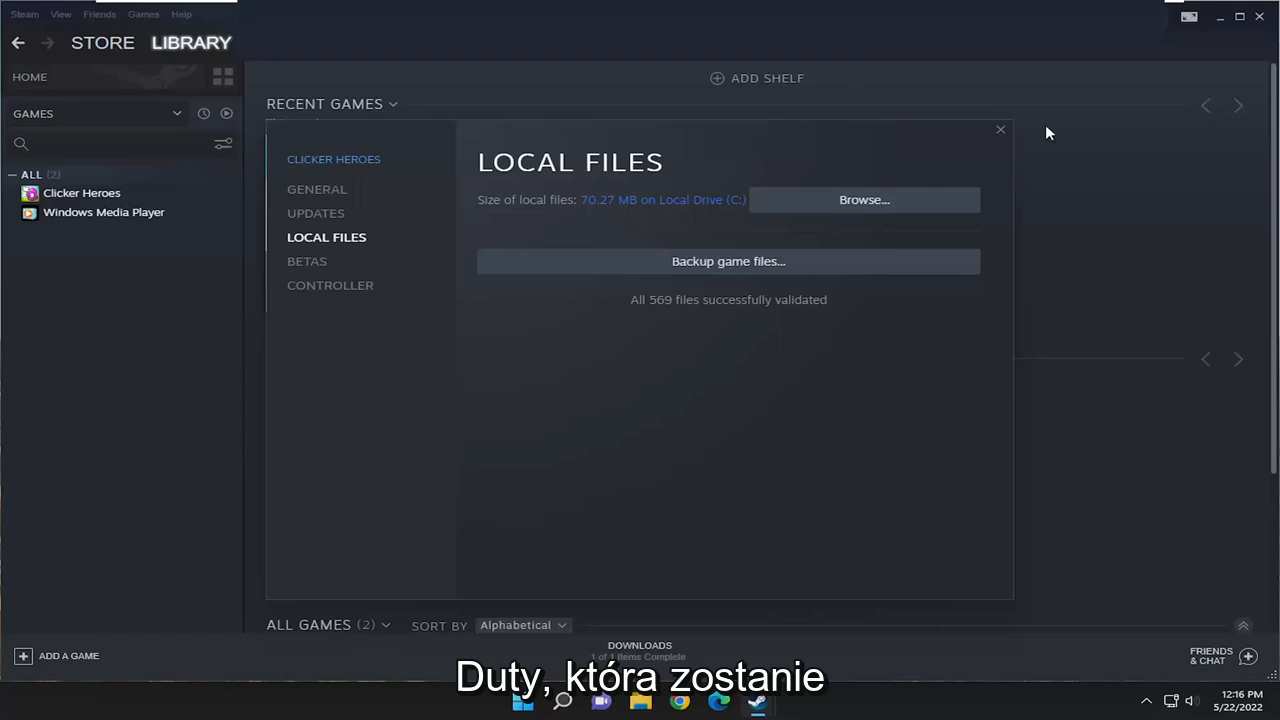 Steam View Friends Games Help
STORE LIBRARY
HOME
ADD SHELF
GAMES
RECENT GAMES
ALL (2)
Clicker Heroes
Windows Media Player
CLICKER HEROES
GENERAL
UPDATES
LOCAL FILES
BETAS
CONTROLLER
LOCAL FILES
Size of local files: 70.27 MB on Local Drive (C:) Browse...
Backup game files...
All 569 files successfully validated
ALL GAMES (2) SORT BY Alphabetical
ADD A GAME
DOWNLOADS
1 of 1 Items Complete
FRIENDS
& CHAT
Duty, która zostanie
12:16 PM
5/22/2022